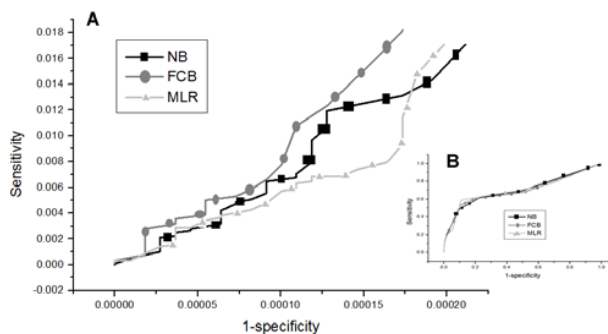 A
NB
FCB
MLR
Sensitivity
0.018
0.016
0.014
0.012
0.010
0.008
0.006
0.004
0.002
0.000
-0.002
0.00000
0.00005
0.00010
0.00015
0.00020
1-specificity
B
NB
FCB
MLR
Sensitivity
1.0
0.8
0.6
0.4
0.2
0.0
0.0
0.2
0.4
0.6
0.8
1.0
1-specificity